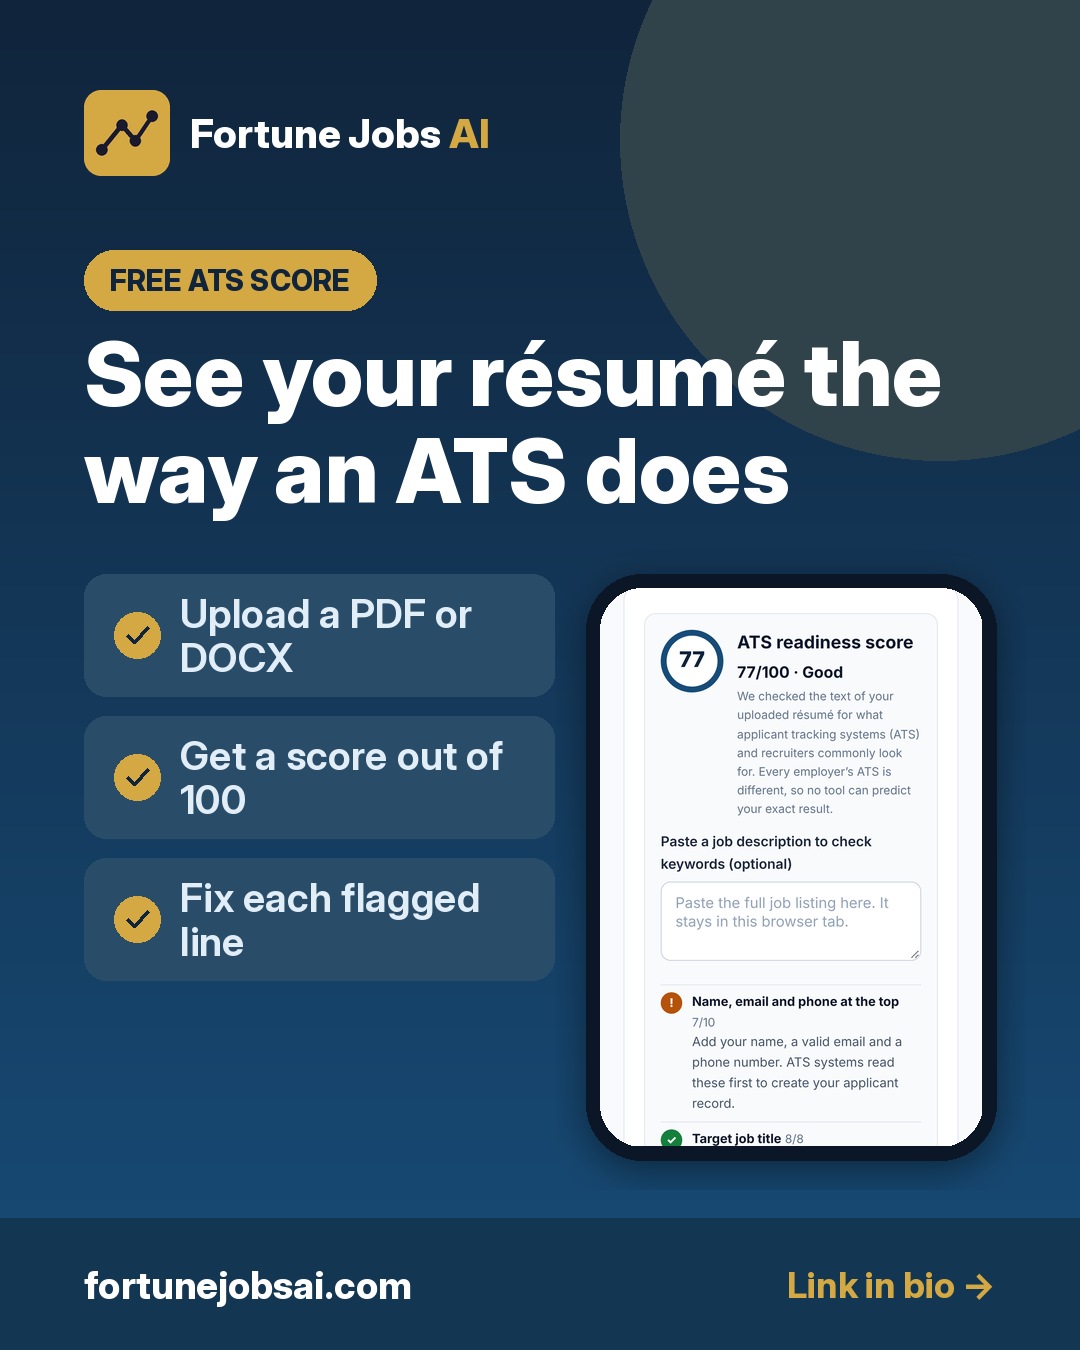 Fortune Jobs AI
FREE ATS SCORE
See your résumé the
way an ATS does
Upload a PDF or
DOCX
Get a score out of
100
Fix each flagged
line
77
ATS readiness score
77/100 · Good
We checked the text of your
uploaded résumé for what
applicant tracking systems (ATS)
and recruiters commonly look
for. Every employer’s ATS is
different, so no tool can predict
your exact result.
Paste a job description to check
keywords (optional)
Paste the full job listing here. It
stays in this browser tab.
! Name, email and phone at the top
7/10
Add your name, a valid email and a
phone number. ATS systems read
these first to create your applicant
record.
Target job title 8/8
fortunejobsai.com
Link in bio →